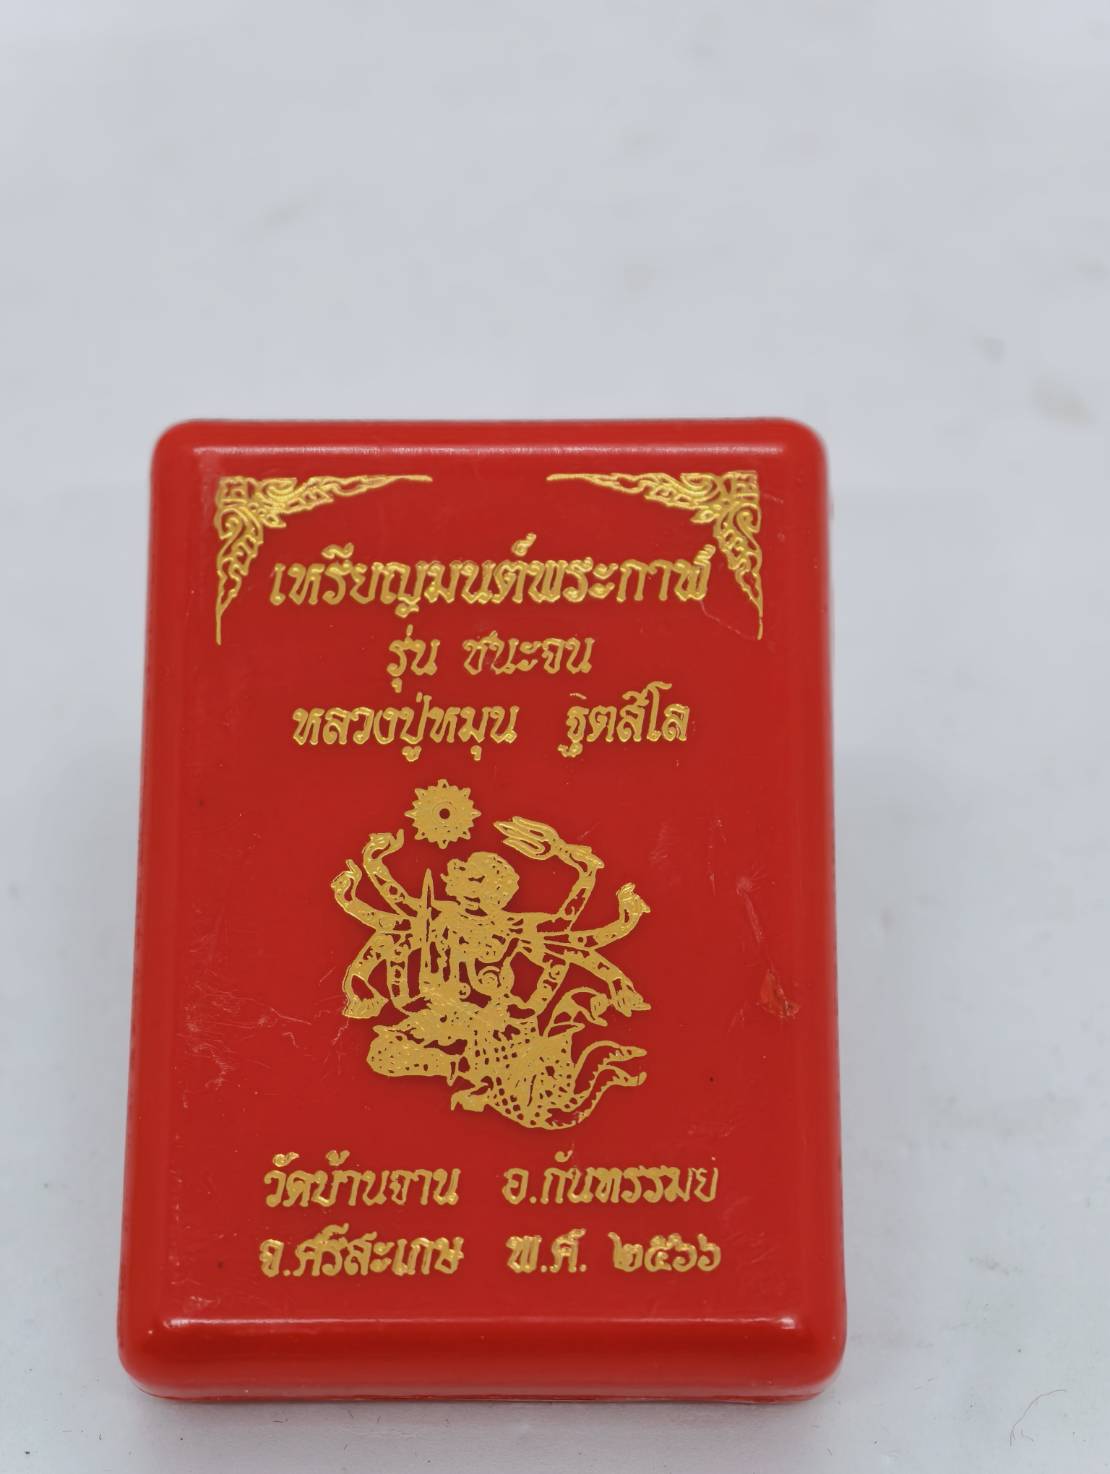 เหรียญมนต์พระกาฬ
รุ่น ชนะจน
หลวงปู่หมุน ฐิตสีโล
วัดบ้านจาน อ.กันทรรมย์
จ.ศรีสะเกษ พ.ศ. ๒๕๖๖